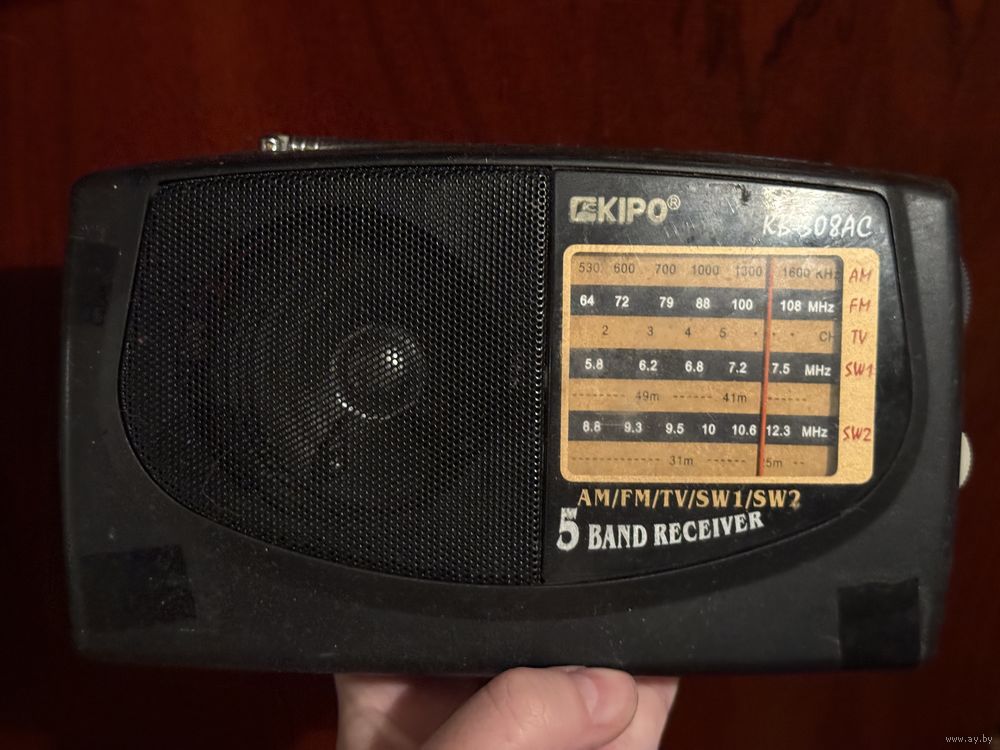 KIPO®
KB-308AC
530 600 700 1000 1300 1600 KHz AM
64 72 79 88 100 108 MHz FM
2 3 4 5 CH TV
5.8 6.2 6.8 7.2 7.5 MHz SW1
49m 41m
8.8 9.3 9.5 10 10.6 12.3 MHz SW2
31m 5m
AM/FM/TV/SW1/SW2
5 BAND RECEIVER
www.ay.by